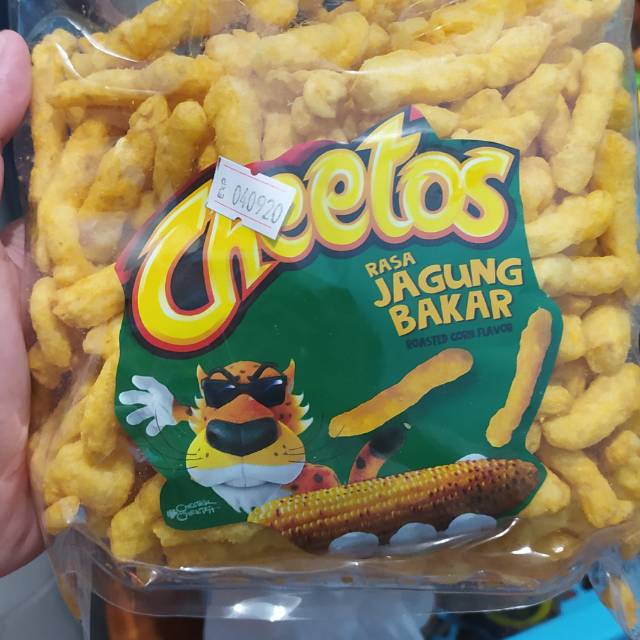 040920
Cheetos
RASA
JAGUNG
BAKAR
ROASTED CORN FLAVOR